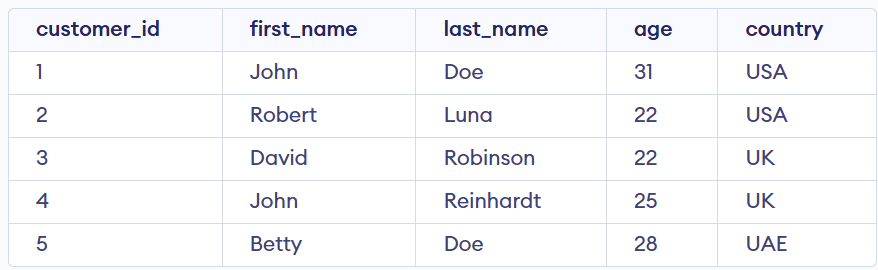 customer_id first_name last_name age country
1 John Doe 31 USA
2 Robert Luna 22 USA
3 David Robinson 22 UK
4 John Reinhardt 25 UK
5 Betty Doe 28 UAE